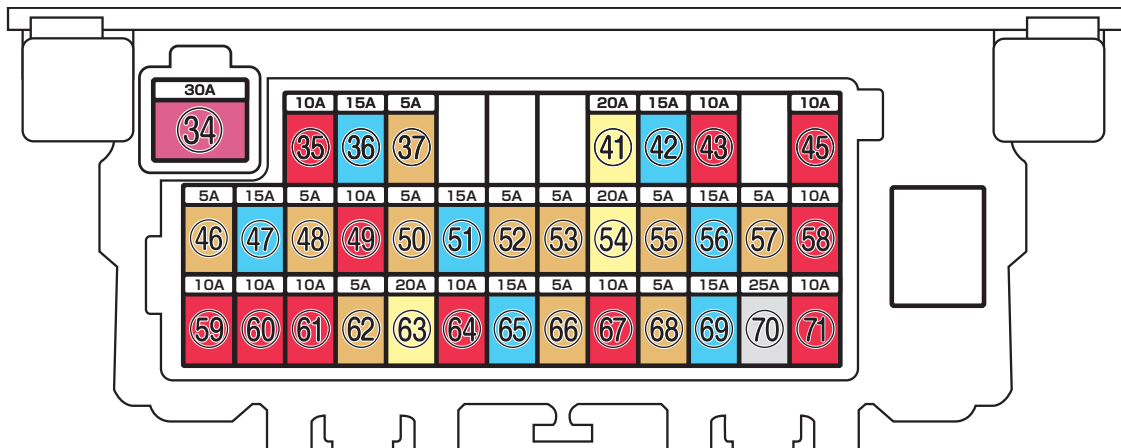 30A
34
10A 15A 5A 20A 15A 10A 10A
35 36 37 41 42 43 45
5A 15A 5A 10A 5A 15A 5A 5A 20A 5A 15A 5A 10A
46 47 48 49 50 51 52 53 54 55 56 57 58
10A 10A 10A 5A 20A 10A 15A 5A 10A 5A 15A 25A 10A
59 60 61 62 63 64 65 66 67 68 69 70 71